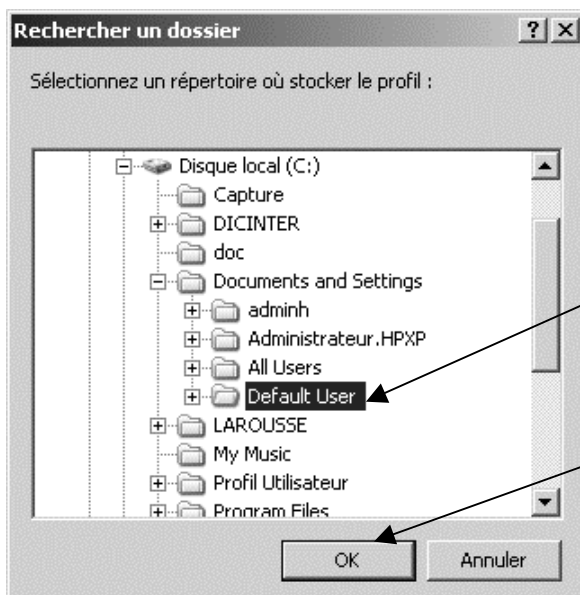 Rechercher un dossier
Sélectionnez un répertoire où stocker le profil :
Disque local (C:)
Capture
DICINTER
doc
Documents and Settings
adminh
Administrateur.HPXP
All Users
Default User
LAROUSSE
My Music
Profil Utilisateur
Program Files
OK Annuler